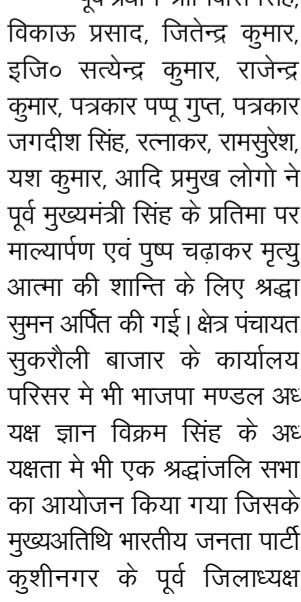 विकाऊ प्रसाद, जितेन्द्र कुमार,
इजि० सत्येन्द्र कुमार, राजेन्द्र
कुमार, पत्रकार पप्पू गुप्त, पत्रकार
जगदीश सिंह, रत्नाकर, रामसुरेश,
यश कुमार, आदि प्रमुख लोगो ने
पूर्व मुख्यमंत्री सिंह के प्रतिमा पर
माल्यार्पण एवं पुष्प चढ़ाकर मृत्यु
आत्मा की शान्ति के लिए श्रद्धा
सुमन अर्पित की गई। क्षेत्र पंचायत
सुकरौली बाजार के कार्यालय
परिसर मे भी भाजपा मण्डल अध
यक्ष ज्ञान विक्रम सिंह के अध
यक्षता मे भी एक श्रद्धांजलि सभा
का आयोजन किया गया जिसके
मुख्यअतिथि भारतीय जनता पार्टी
कुशीनगर के पूर्व जिलाध्यक्ष